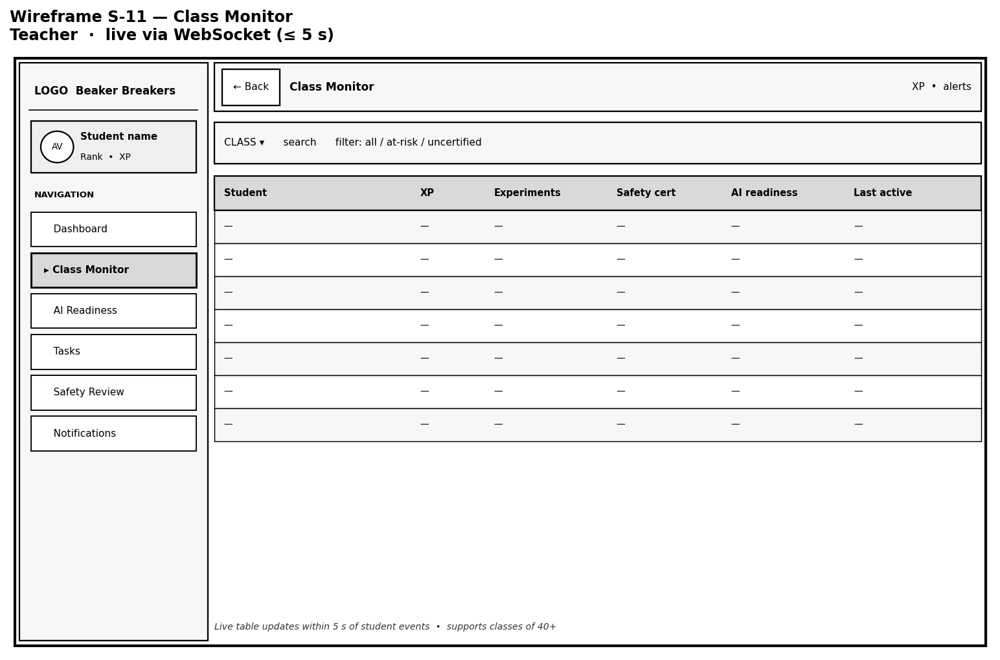 Wireframe S-11 — Class Monitor
Teacher · live via WebSocket (≤ 5 s)
LOGO Beaker Breakers
AV
Student name
Rank • XP
NAVIGATION
Dashboard
▸ Class Monitor
AI Readiness
Tasks
Safety Review
Notifications
← Back Class Monitor XP • alerts
CLASS ▾ search filter: all / at-risk / uncertified
Student XP Experiments Safety cert AI readiness Last active
— — — — — —
— — — — — —
— — — — — —
— — — — — —
— — — — — —
— — — — — —
— — — — — —
Live table updates within 5 s of student events • supports classes of 40+